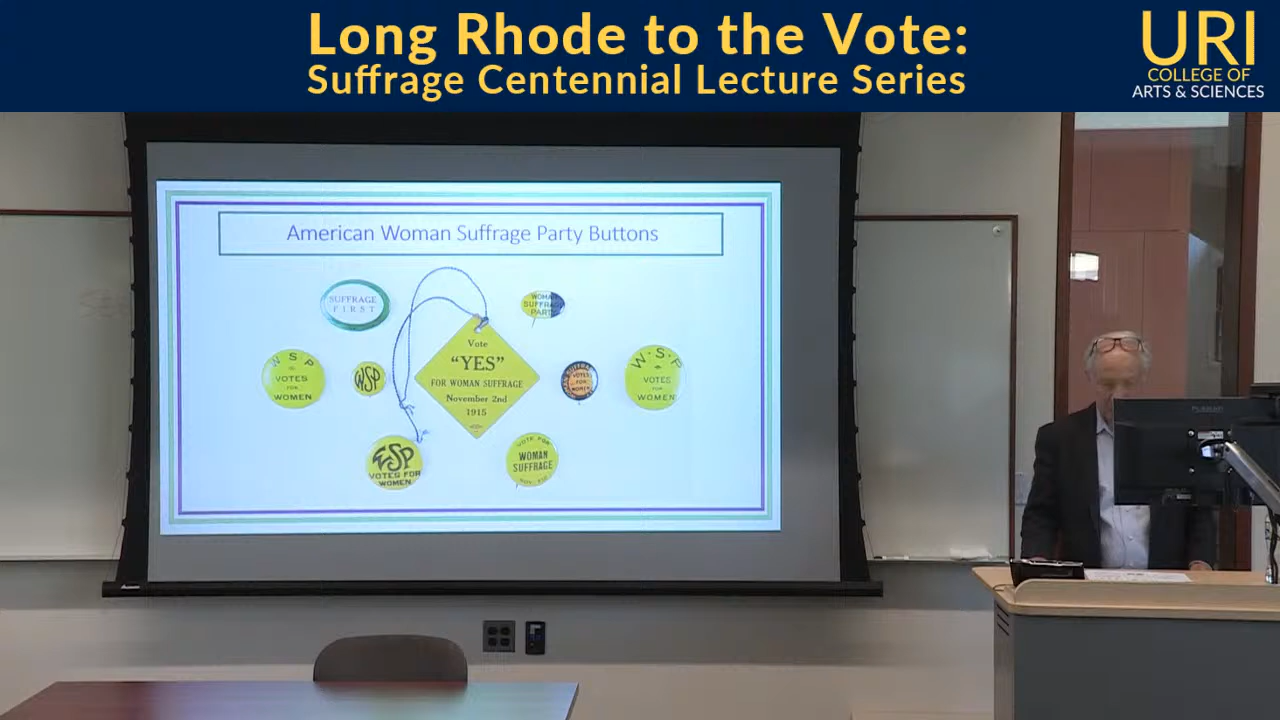 Long Rhode to the Vote:
Suffrage Centennial Lecture Series
URI
COLLEGE OF
ARTS & SCIENCES
American Woman Suffrage Party Buttons
SUFFRAGE
FIRST
WOMAN
SUFFRAGE
PARTY
W S P
VOTES
FOR
WOMEN
WSP
Vote
"YES"
FOR WOMAN SUFFRAGE
November 2nd
1915
VOTES
FOR
WOMEN
W·S·P
VOTES
FOR
WOMEN
WSP
VOTES FOR
WOMEN
VOTE FOR
WOMAN
SUFFRAGE